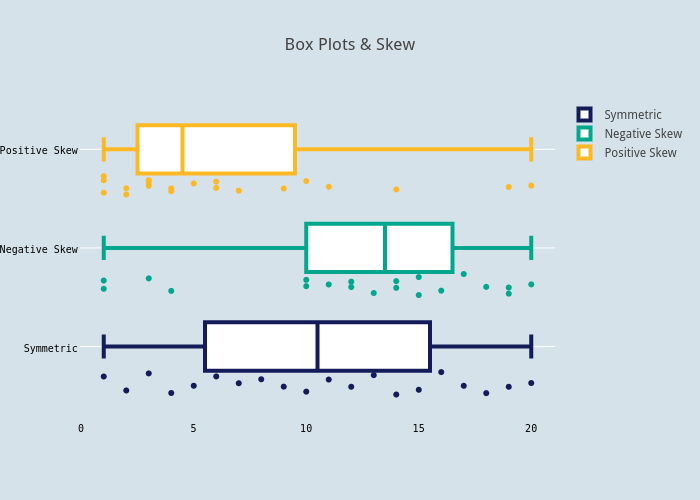 Box Plots & Skew
Symmetric
Negative Skew
Positive Skew
Positive Skew
Negative Skew
Symmetric
0 5 10 15 20